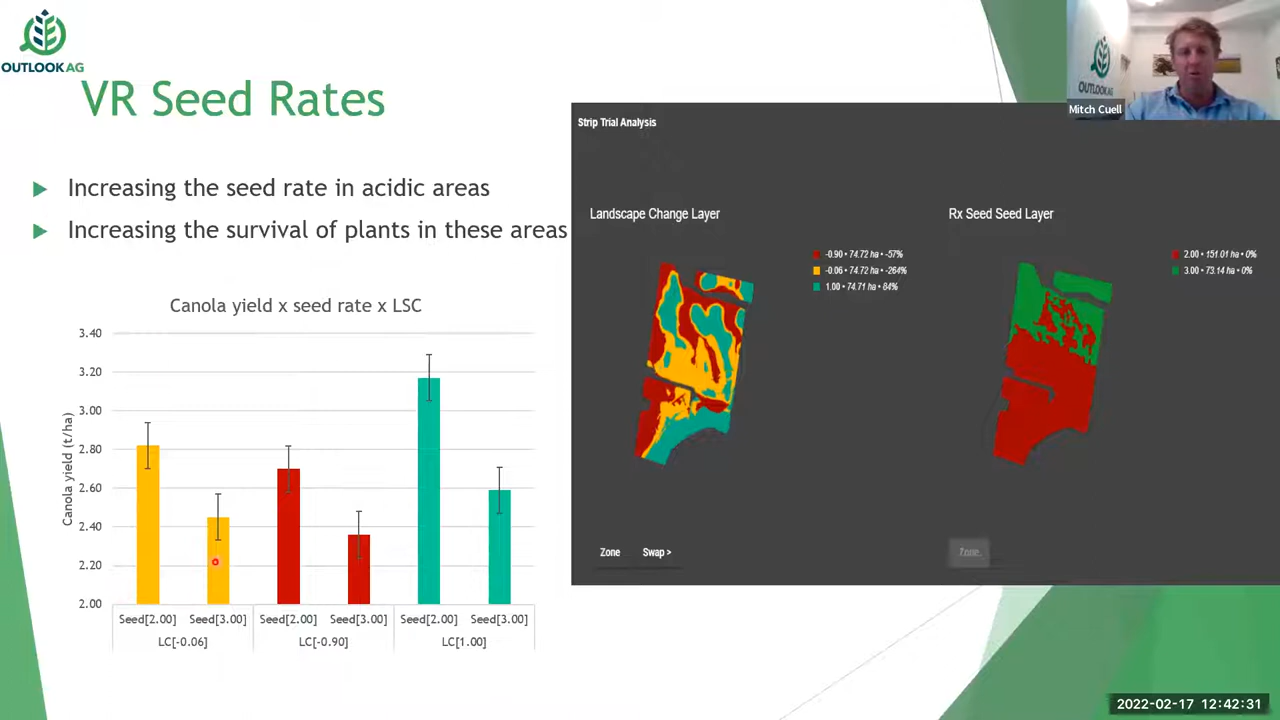 OUTLOOKAG
VR Seed Rates
Increasing the seed rate in acidic areas
Increasing the survival of plants in these areas
Canola yield x seed rate x LSC
Canola yield (t/ha)
3.40
3.20
3.00
2.80
2.60
2.40
2.20
2.00
Seed[2.00] Seed[3.00] Seed[2.00] Seed[3.00] Seed[2.00] Seed[3.00]
LC[-0.06] LC[-0.90] LC[1.00]
Strip Trial Analysis
Landscape Change Layer
-0.90 • 74.72 ha • -57%
-0.06 • 74.72 ha • -264%
1.00 • 74.71 ha • 84%
Zone Swap >
Rx Seed Seed Layer
2.00 • 151.01 ha • 0%
3.00 • 73.14 ha • 0%
Zone
OUTLOOKAG
Mitch Cuell
2022-02-17 12:42:31